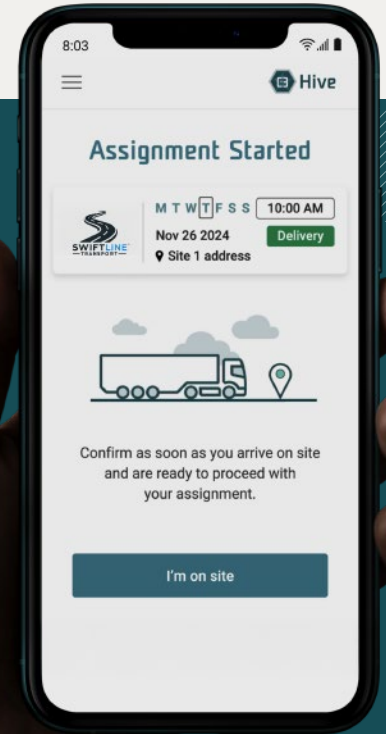 8:03
Hive
Assignment Started
M T W T F S S 10:00 AM
SWIFTLINE
TRANSPORT
Nov 26 2024 Delivery
Site 1 address
Confirm as soon as you arrive on site
and are ready to proceed with
your assignment.
I'm on site